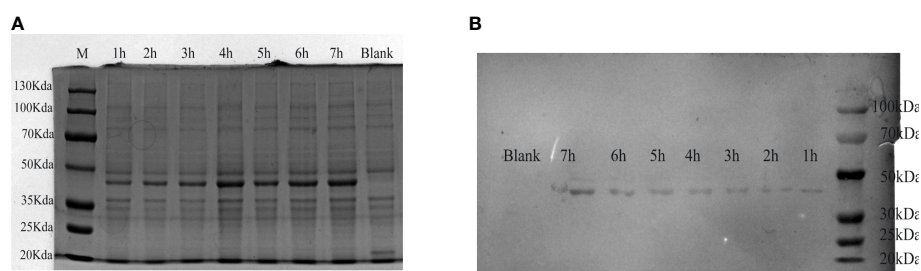 A
M 1h 2h 3h 4h 5h 6h 7h Blank
130Kda
100Kda
70Kda
50Kda
35Kda
25Kda
20Kda
B
Blank 7h 6h 5h 4h 3h 2h 1h
100kDa
70kDa
50kDa
30kDa
25kDa
20kDa